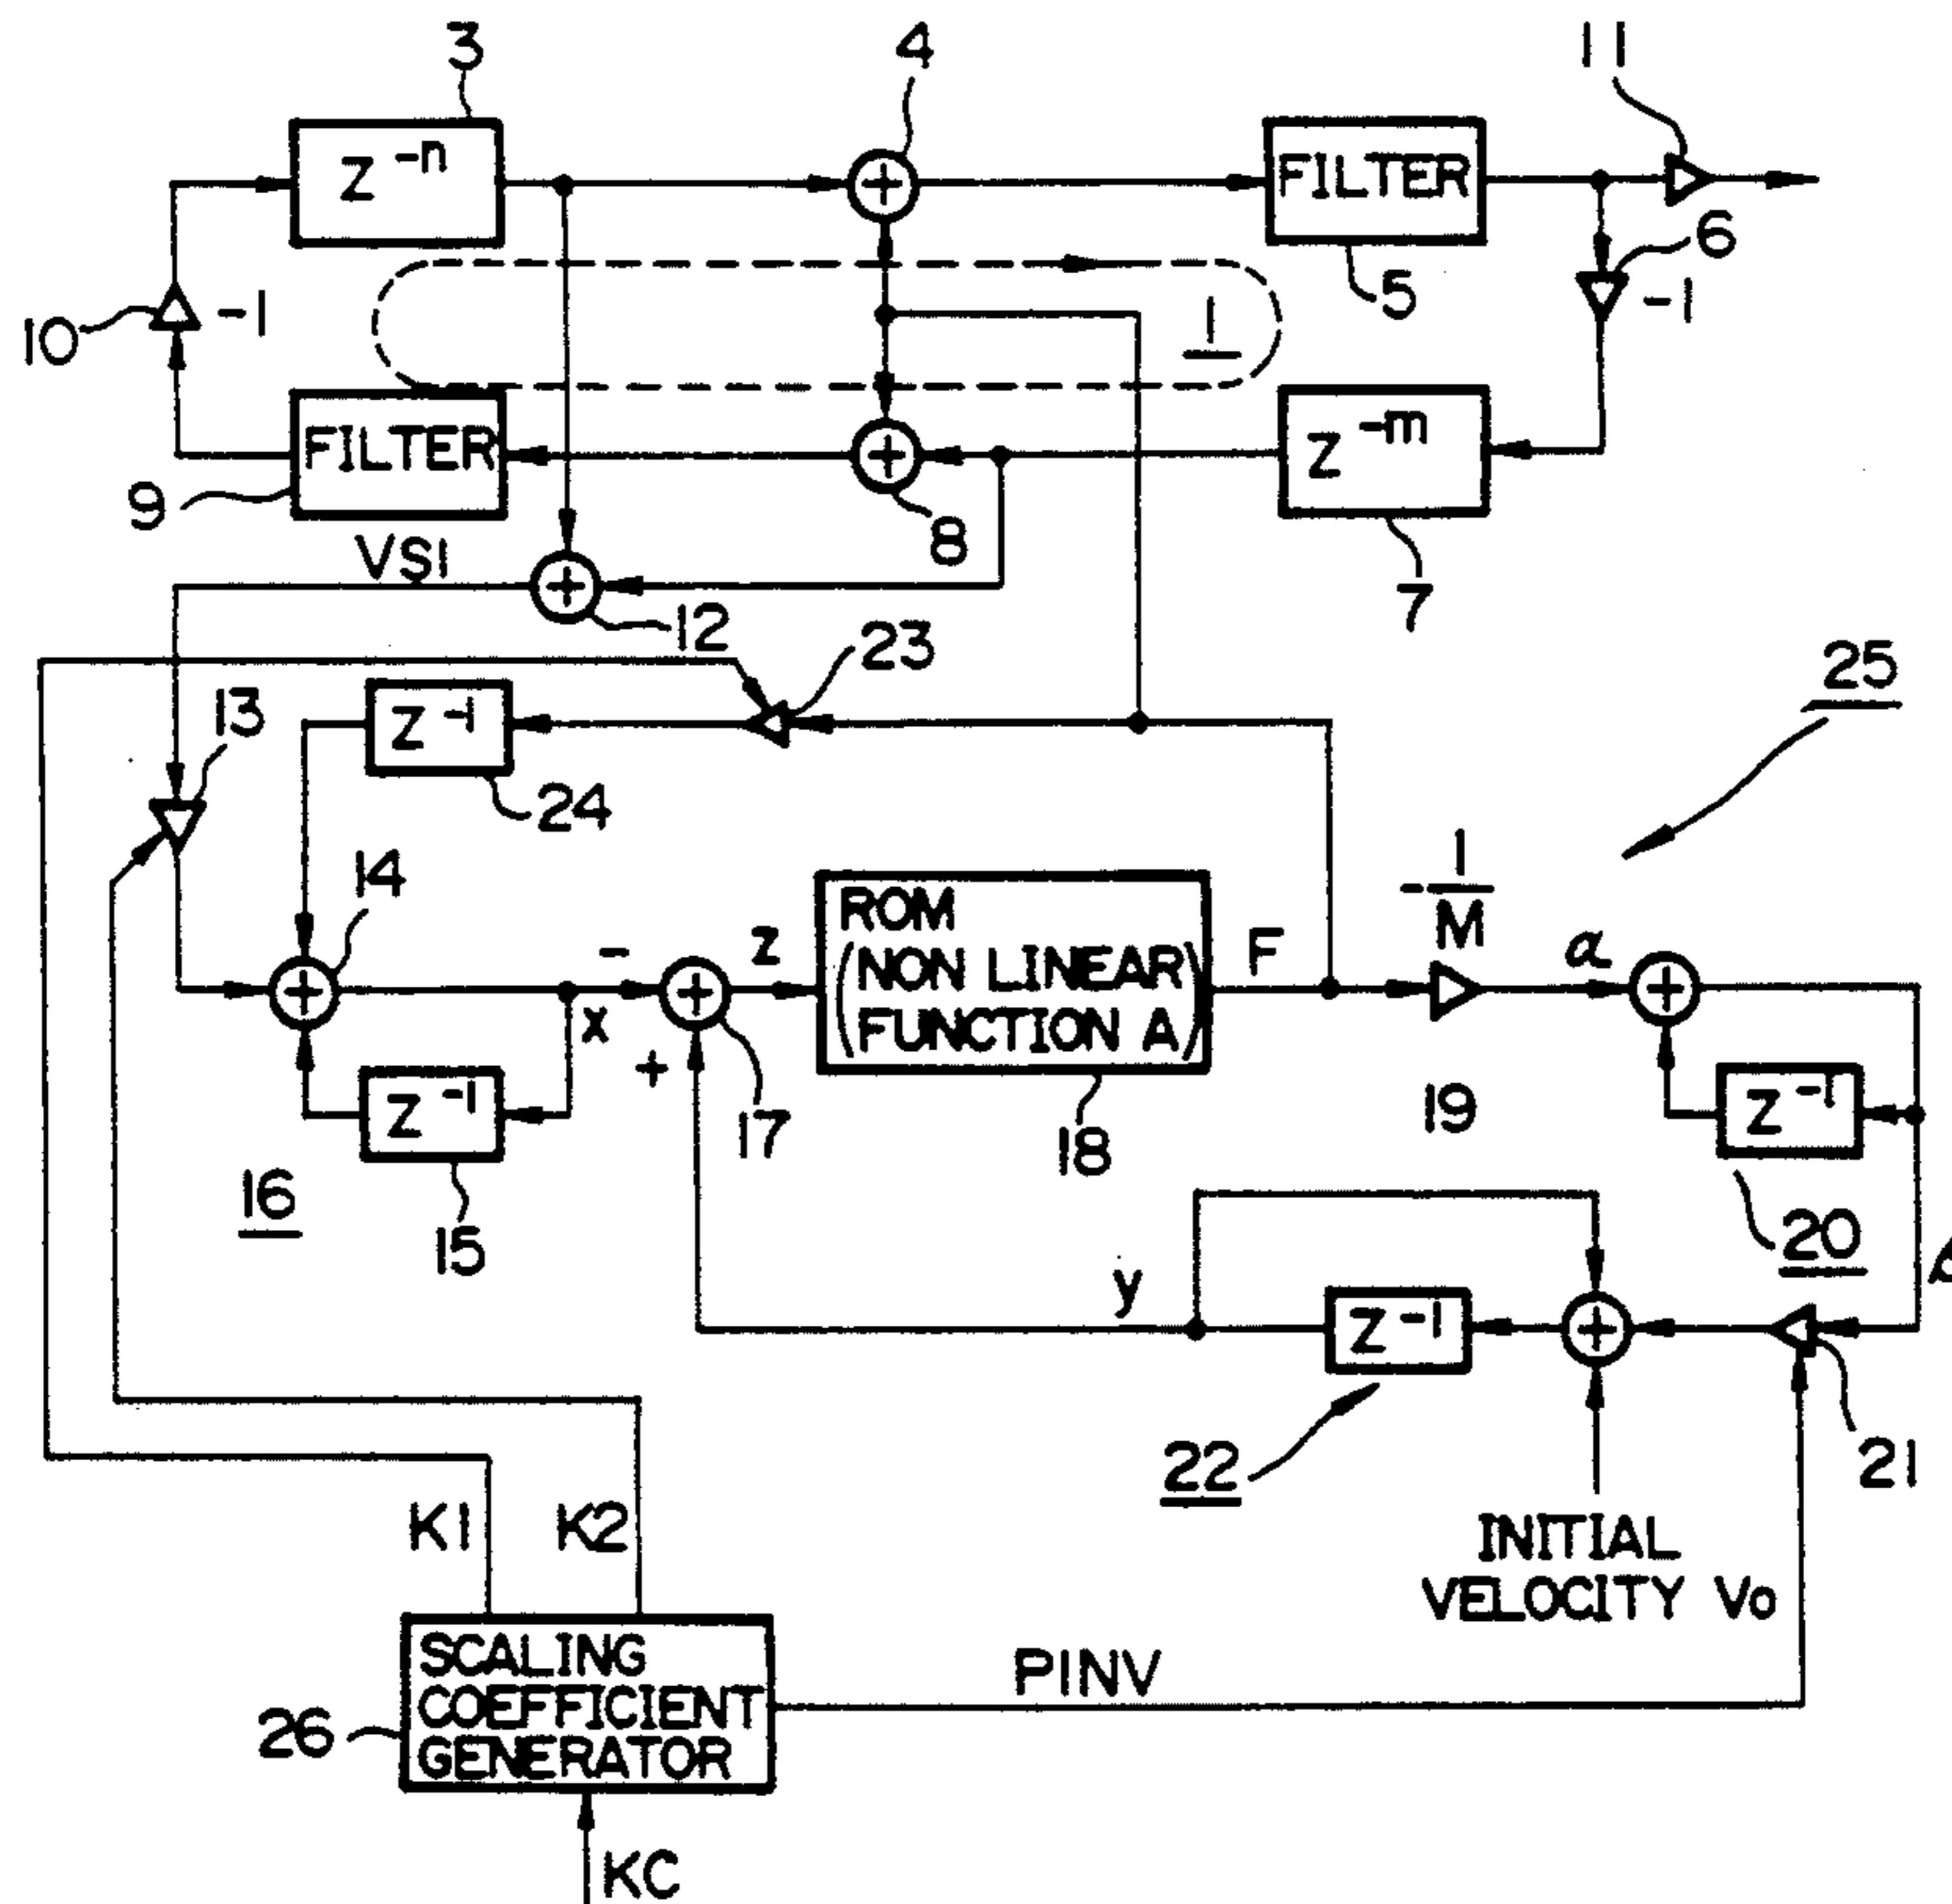 3
4
11
Z^-n
+
FILTER
6
5
-1
10
-1
1
FILTER
+
Z^-m
9
8
7
VS1
+
12
23
25
13
Z^-1
24
14
ROM
(NON LINEAR
FUNCTION A)
-1/M
+
x
-
+
+
z
F
α
+
Z^-1
17
18
19
Z^-1
16
15
20
y
Z^-1
+
22
21
K1
K2
INITIAL
VELOCITY Vo
SCALING
COEFFICIENT
GENERATOR
PINV
26
KC